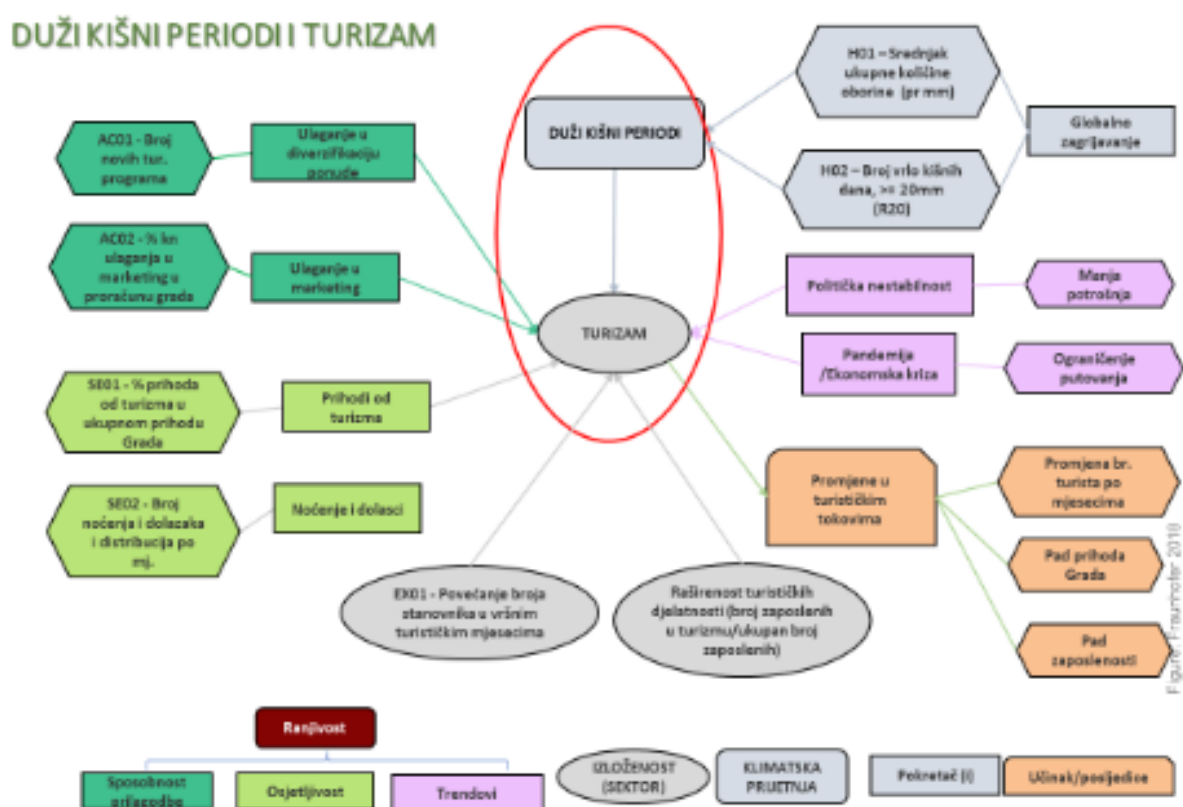 DUŽI KIŠNI PERIODI I TURIZAM
DUŽI KIŠNI PERIODI
H01 – Srednjak
ukupne količine
oborina (pr mm)
Globalno
zagrijavanje
H02 – Broj vrlo kišnih
dana, >= 20mm
(R20)
AC01 - Broj
novih tur.
programa
Ulaganje u
diverzifikaciju
ponude
AC02 - % kn
ulaganja u
marketing u
proračunu grada
Ulaganje u
marketing
TURIZAM
Politička nestabilnost
Manja
potrošnja
Pandemija
/Ekonomska kriza
Ograničenje
putovanja
SE01 - % prihoda
od turizma u
ukupnom prihodu
Grada
Prihodi od
turizma
SE02 - Broj
noćenja i dolazaka
i distribucija po
mj.
Noćenje i dolasci
Promjene u
turističkim
tokovima
Promjena br.
turista po
mjesecima
Pad prihoda
Grada
Pad
zaposlenosti
EX01 - Povećanje broja
stanovnika u vršnim
turističkim mjesecima
Raširenost turističkih
djelatnosti (broj zaposlenih
u turizmu/ukupan broj
zaposlenih)
Figure: Fraunhofer 2018
Ranjivost
Sposobnost
prilagodbe
Osjetljivost
Trendovi
IZLOŽENOST
(SEKTOR)
KLIMATSKA
PRIJETNJA
Pokretač (i)
Učinak/posljedice